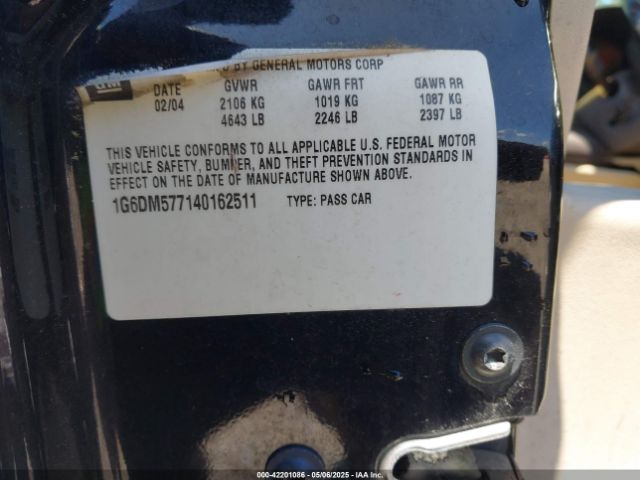 BY GENERAL MOTORS CORP
GM
DATE GVWR GAWR FRT GAWR RR
02/04 2106 KG 1019 KG 1087 KG
4643 LB 2246 LB 2397 LB
THIS VEHICLE CONFORMS TO ALL APPLICABLE U.S. FEDERAL MOTOR
VEHICLE SAFETY, BUMPER, AND THEFT PREVENTION STANDARDS IN
EFFECT ON THE DATE OF MANUFACTURE SHOWN ABOVE.
1G6DM577140162511 TYPE: PASS CAR
000-42201086 - 05/06/2025 - IAAI.COM